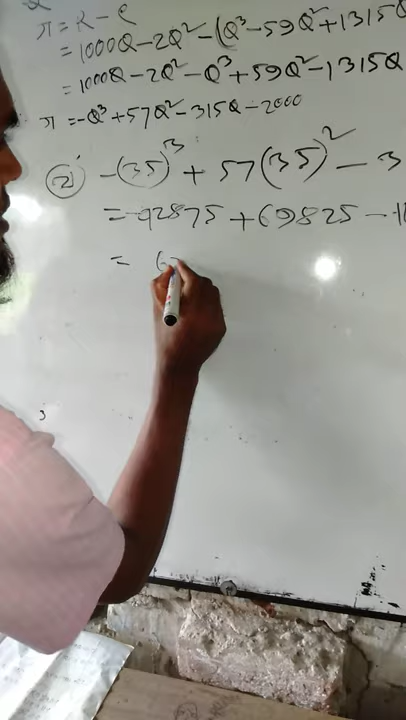 π = R - C
= 1000Q - 2Q² - (Q³ - 59Q² + 1315Q
= 1000Q - 2Q² - Q³ + 59Q² - 1315Q
π = -Q³ + 57Q² - 315Q - 2000
② -(35)³ + 57(35)² - 3
= -42875 + 69825 - 1
=